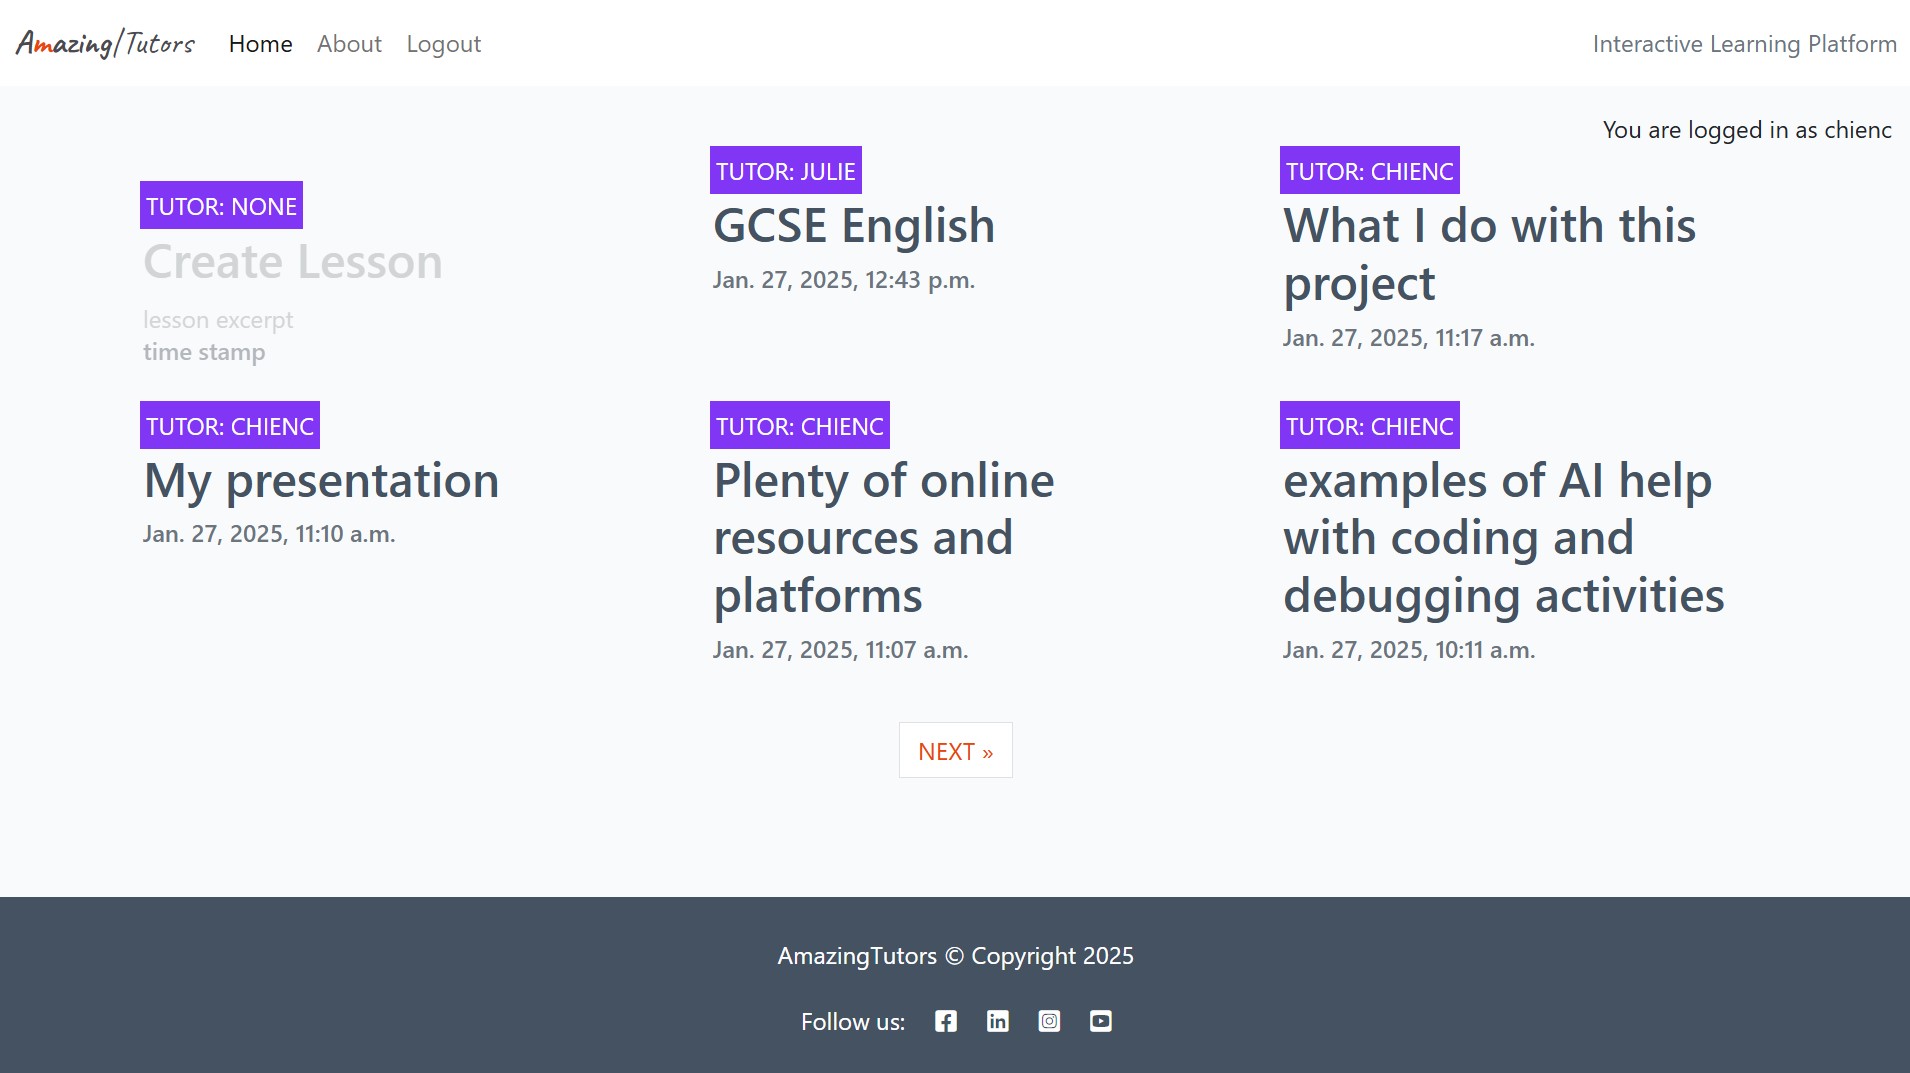 Amazing|Tutors Home About Logout Interactive Learning Platform
You are logged in as chienc
TUTOR: NONE
Create Lesson
lesson excerpt
time stamp
TUTOR: JULIE
GCSE English
Jan. 27, 2025, 12:43 p.m.
TUTOR: CHIENC
What I do with this
project
Jan. 27, 2025, 11:17 a.m.
TUTOR: CHIENC
My presentation
Jan. 27, 2025, 11:10 a.m.
TUTOR: CHIENC
Plenty of online
resources and
platforms
Jan. 27, 2025, 11:07 a.m.
TUTOR: CHIENC
examples of AI help
with coding and
debugging activities
Jan. 27, 2025, 10:11 a.m.
NEXT »
AmazingTutors © Copyright 2025
Follow us: